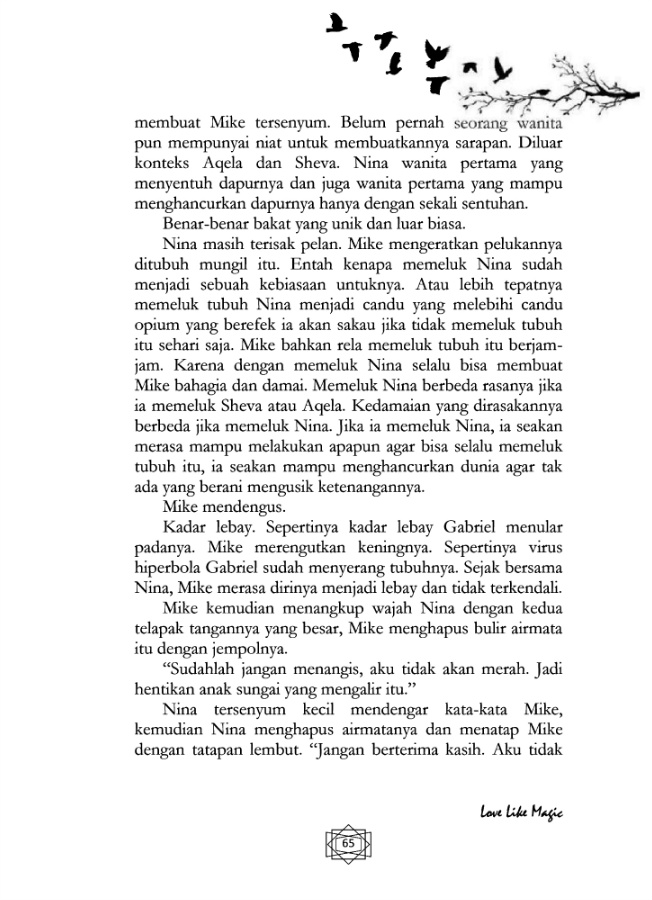 membuat Mike tersenyum. Belum pernah seorang wanita
pun mempunyai niat untuk membuatkannya sarapan. Diluar
konteks Aqela dan Sheva. Nina wanita pertama yang
menyentuh dapurnya dan juga wanita pertama yang mampu
menghancurkan dapurnya hanya dengan sekali sentuhan.
Benar-benar bakat yang unik dan luar biasa.
Nina masih terisak pelan. Mike mengeratkan pelukannya
ditubuh mungil itu. Entah kenapa memeluk Nina sudah
menjadi sebuah kebiasaan untuknya. Atau lebih tepatnya
memeluk tubuh Nina menjadi candu yang melebihi candu
opium yang berefek ia akan sakau jika tidak memeluk tubuh
itu sehari saja. Mike bahkan rela memeluk tubuh itu berjam-
jam. Karena dengan memeluk Nina selalu bisa membuat
Mike bahagia dan damai. Memeluk Nina berbeda rasanya jika
ia memeluk Sheva atau Aqela. Kedamaian yang dirasakannya
berbeda jika memeluk Nina. Jika ia memeluk Nina, ia seakan
merasa mampu melakukan apapun agar bisa selalu memeluk
tubuh itu, ia seakan mampu menghancurkan dunia agar tak
ada yang berani mengusik ketenangannya.
Mike mendengus.
Kadar lebay. Sepertinya kadar lebay Gabriel menular
padanya. Mike merengutkan keningnya. Sepertinya virus
hiperbola Gabriel sudah menyerang tubuhnya. Sejak bersama
Nina, Mike merasa dirinya menjadi lebay dan tidak terkendali.
Mike kemudian menangkup wajah Nina dengan kedua
telapak tangannya yang besar, Mike menghapus bulir airmata
itu dengan jempolnya.
“Sudahlah jangan menangis, aku tidak akan merah. Jadi
hentikan anak sungai yang mengalir itu.”
Nina tersenyum kecil mendengar kata-kata Mike,
kemudian Nina menghapus airmatanya dan menatap Mike
dengan tatapan lembut. “Jangan berterima kasih. Aku tidak
Love Like Magic
65